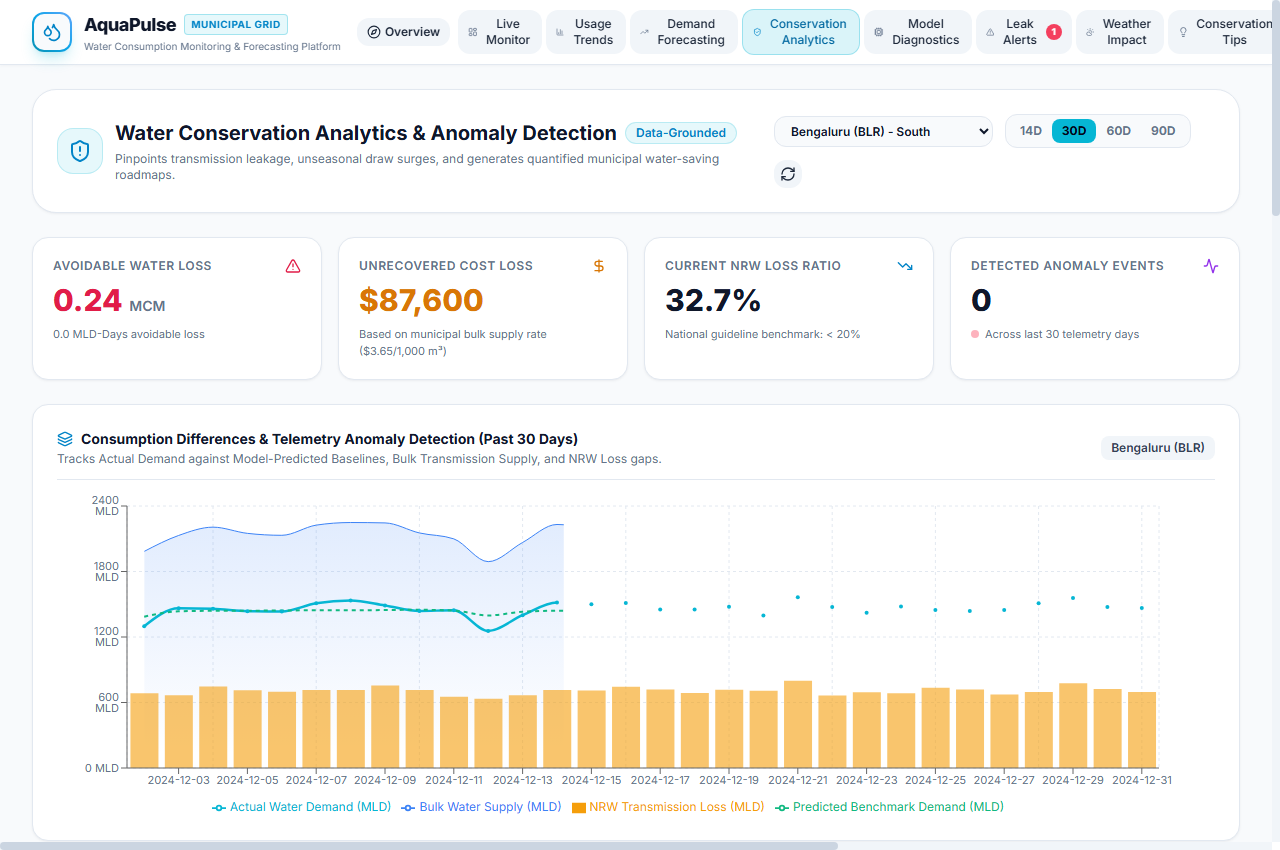 AquaPulse MUNICIPAL GRID
Water Consumption Monitoring & Forecasting Platform
Overview
Live
Monitor
Usage
Trends
Demand
Forecasting
Conservation
Analytics
Model
Diagnostics
Leak
Alerts
1
Weather
Impact
Conservation
Tips
Water Conservation Analytics & Anomaly Detection Data-Grounded
Pinpoints transmission leakage, unseasonal draw surges, and generates quantified municipal water-saving
roadmaps.
Bengaluru (BLR) - South
14D 30D 60D 90D
AVOIDABLE WATER LOSS
0.24 MCM
0.0 MLD-Days avoidable loss
UNRECOVERED COST LOSS
$87,600
Based on municipal bulk supply rate
($3.65/1,000 m³)
CURRENT NRW LOSS RATIO
32.7%
National guideline benchmark: < 20%
DETECTED ANOMALY EVENTS
0
Across last 30 telemetry days
Consumption Differences & Telemetry Anomaly Detection (Past 30 Days)
Tracks Actual Demand against Model-Predicted Baselines, Bulk Transmission Supply, and NRW Loss gaps.
Bengaluru (BLR)
2400
MLD
1800
MLD
1200
MLD
600
MLD
0 MLD
2024-12-03 2024-12-05 2024-12-07 2024-12-09 2024-12-11 2024-12-13 2024-12-15 2024-12-17 2024-12-19 2024-12-21 2024-12-23 2024-12-25 2024-12-27 2024-12-29 2024-12-31
Actual Water Demand (MLD) Bulk Water Supply (MLD) NRW Transmission Loss (MLD) Predicted Benchmark Demand (MLD)